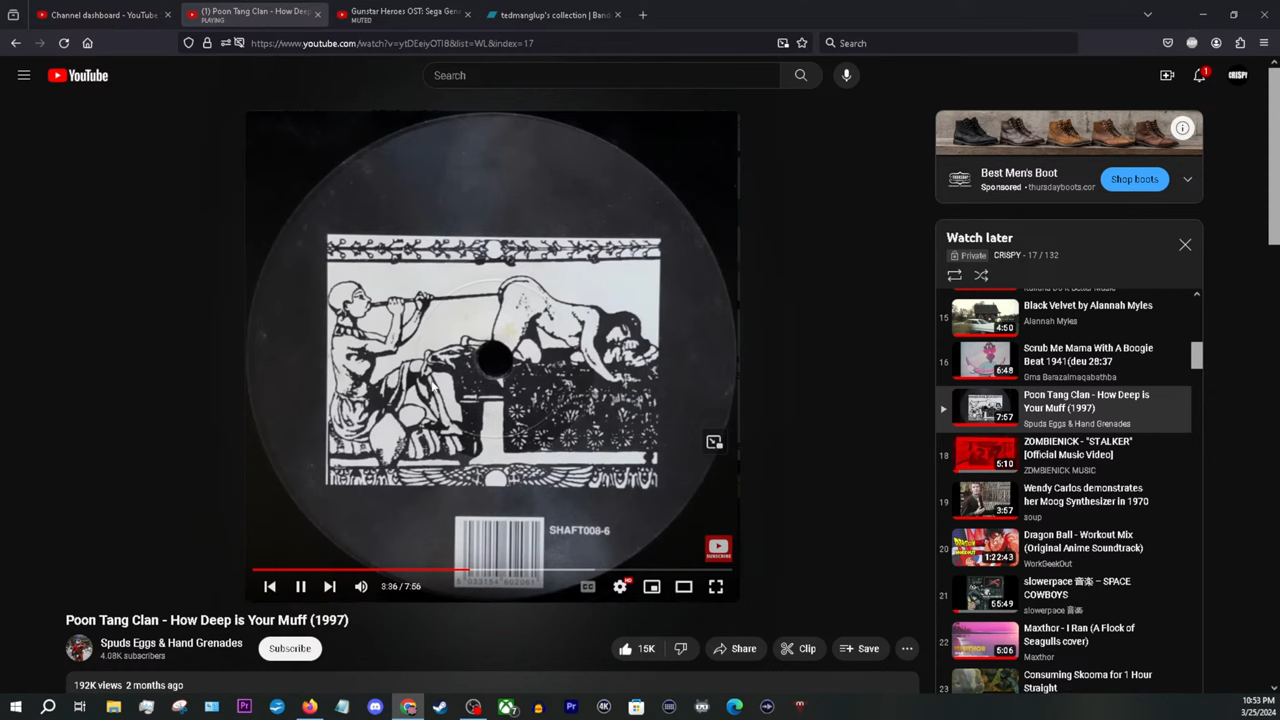 Channel dashboard - YouTube
(1) Poon Tang Clan - How Deep
PLAYING
Gunstar Heroes OST: Sega Gen
MUTED
tedmanglup's collection | Band
https://www.youtube.com/watch?v=ytDEeiyOTI8&list=WL&index=17
Search
YouTube
Search
1
CRISPY
Best Men's Boot
Sponsored · thursdayboots.com
Shop boots
Watch later
Private CRISPY - 17 / 132
15
Black Velvet by Alannah Myles
Alannah Myles
4:50
16
Scrub Me Mama With A Boogie
Beat 1941(deu 28:37
Gms Barazalmaqabathba
6:48
Poon Tang Clan - How Deep is
Your Muff (1997)
Spuds Eggs & Hand Grenades
7:57
18
ZOMBIENICK - "STALKER"
[Official Music Video]
ZOMBIENICK MUSIC
5:10
19
Wendy Carlos demonstrates
her Moog Synthesizer in 1970
soup
3:57
20
Dragon Ball - Workout Mix
(Original Anime Soundtrack)
WorkGeekOut
1:22:43
21
slowerpace 音楽 – SPACE
COWBOYS
slowerpace 音楽
55:49
22
Maxthor - I Ran (A Flock of
Seagulls cover)
Maxthor
5:06
23
Consuming Skooma for 1 Hour
Straight
SHAFT008-6
SUBSCRIBE
3:36 / 7:56
CC
HD
Poon Tang Clan - How Deep is Your Muff (1997)
Spuds Eggs & Hand Grenades
4.08K subscribers
Subscribe
15K
Share
Clip
Save
192K views 2 months ago
10:53 PM
3/25/2024